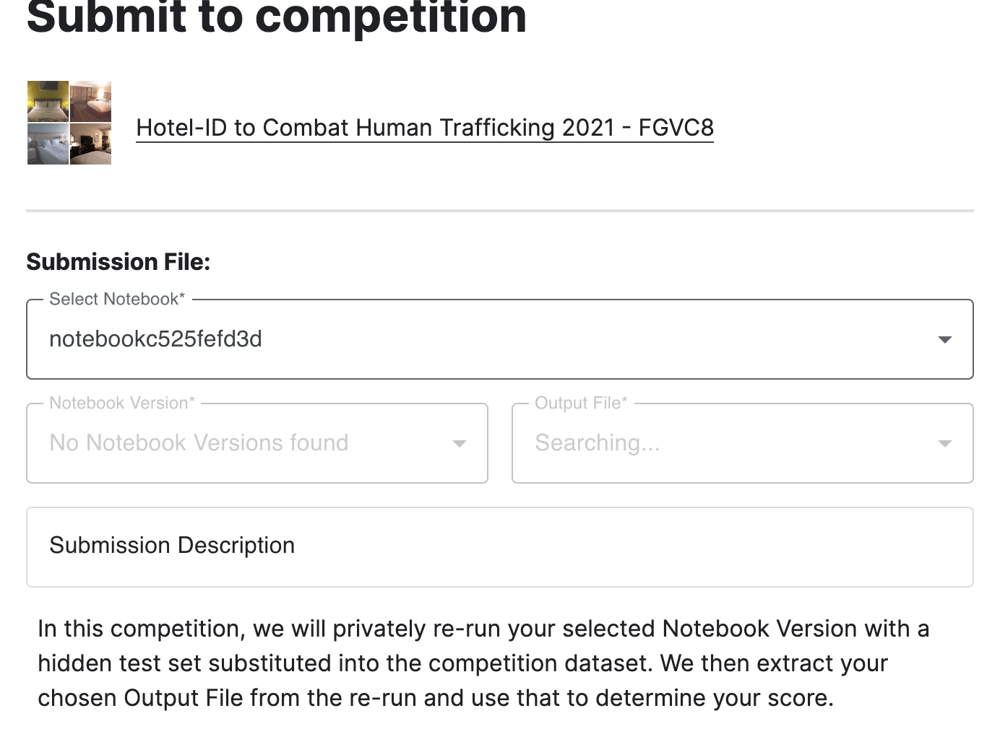 Submit to competition
Hotel-ID to Combat Human Trafficking 2021 - FGVC8
Submission File:
Select Notebook*
notebookc525fefd3d
Notebook Version*
Output File*
No Notebook Versions found
Searching...
Submission Description
In this competition, we will privately re-run your selected Notebook Version with a
hidden test set substituted into the competition dataset. We then extract your
chosen Output File from the re-run and use that to determine your score.